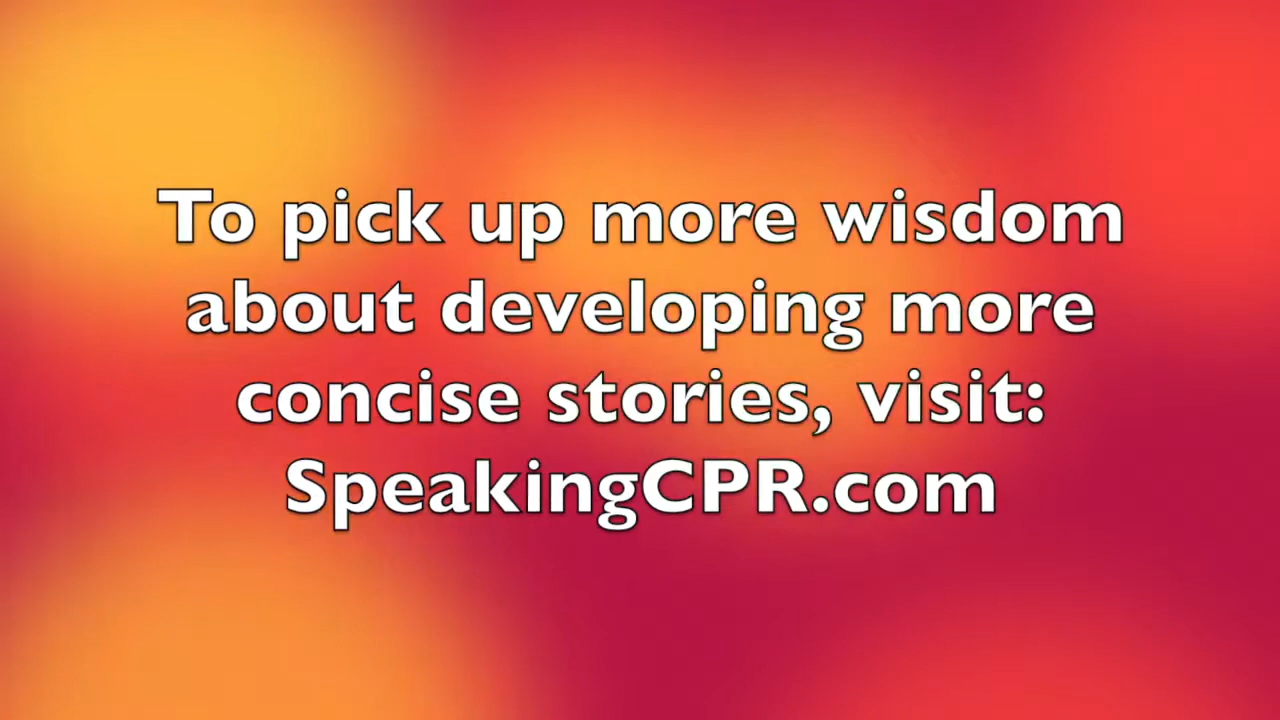 To pick up more wisdom
about developing more
concise stories, visit:
SpeakingCPR.com